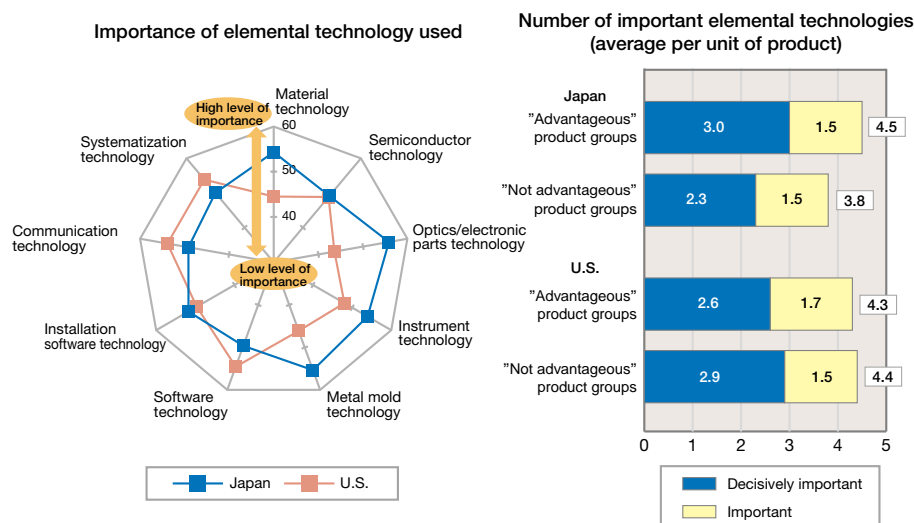 Importance of elemental technology used
High level of
importance
Material
technology
60
50
40
Systematization
technology
Semiconductor
technology
Communication
technology
Optics/electronic
parts technology
Low level of
importance
Installation
software technology
Instrument
technology
Software
technology
Metal mold
technology
Japan
U.S.
Number of important elemental technologies
(average per unit of product)
Japan
”Advantageous”
product groups
3.0
1.5
4.5
”Not advantageous”
product groups
2.3
1.5
3.8
U.S.
”Advantageous”
product groups
2.6
1.7
4.3
”Not advantageous”
product groups
2.9
1.5
4.4
0 1 2 3 4 5
Decisively important
Important